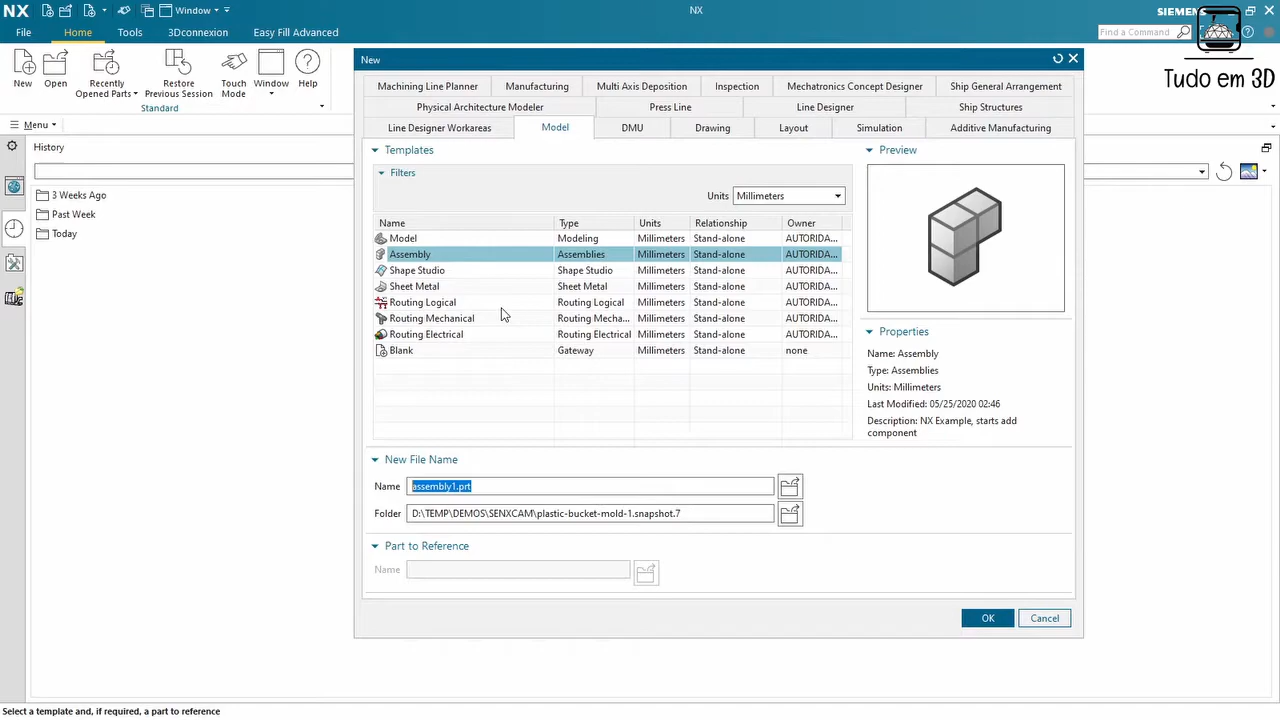 NX Window NX SIEMENS
File Home Tools 3Dconnexion Easy Fill Advanced Find a Command
Tudo em 3D
New Open Recently Opened Parts Restore Previous Session Touch Mode Window Help
Standard
Menu
History
3 Weeks Ago
Past Week
Today
New
Machining Line Planner Manufacturing Multi Axis Deposition Inspection Mechatronics Concept Designer Ship General Arrangement
Physical Architecture Modeler Press Line Line Designer Ship Structures
Line Designer Workareas Model DMU Drawing Layout Simulation Additive Manufacturing
Templates
Filters
Units Millimeters
Name Type Units Relationship Owner
Model Modeling Millimeters Stand-alone AUTORIDA...
Assembly Assemblies Millimeters Stand-alone AUTORIDA...
Shape Studio Shape Studio Millimeters Stand-alone AUTORIDA...
Sheet Metal Sheet Metal Millimeters Stand-alone AUTORIDA...
Routing Logical Routing Logical Millimeters Stand-alone AUTORIDA...
Routing Mechanical Routing Mecha... Millimeters Stand-alone AUTORIDA...
Routing Electrical Routing Electrical Millimeters Stand-alone AUTORIDA...
Blank Gateway Millimeters Stand-alone none
Preview
Properties
Name: Assembly
Type: Assemblies
Units: Millimeters
Last Modified: 05/25/2020 02:46
Description: NX Example, starts add
component
New File Name
Name assembly1.prt
Folder D:\TEMP\DEMOS\SENXCAM\plastic-bucket-mold-1.snapshot.7
Part to Reference
Name
OK Cancel
Select a template and, if required, a part to reference